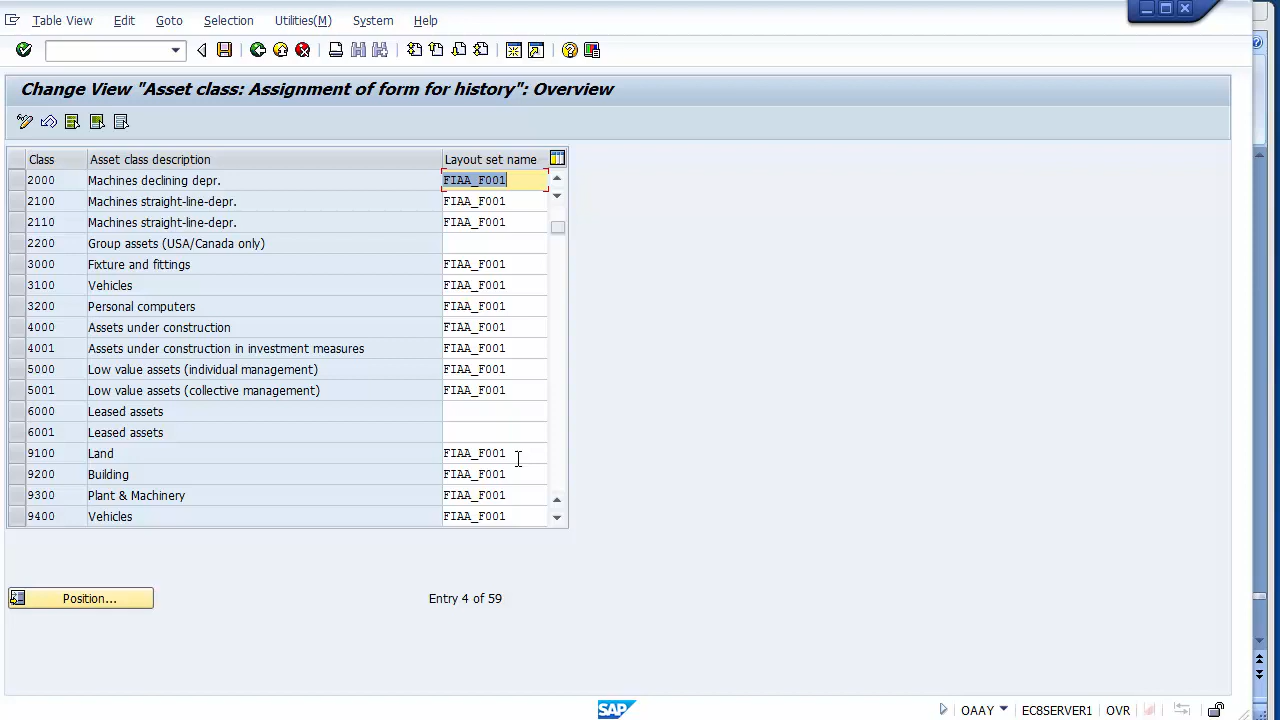 Table View Edit Goto Selection Utilities(M) System Help
Change View "Asset class: Assignment of form for history": Overview
Class Asset class description Layout set name
2000 Machines declining depr. FIAA_F001
2100 Machines straight-line-depr. FIAA_F001
2110 Machines straight-line-depr. FIAA_F001
2200 Group assets (USA/Canada only)
3000 Fixture and fittings FIAA_F001
3100 Vehicles FIAA_F001
3200 Personal computers FIAA_F001
4000 Assets under construction FIAA_F001
4001 Assets under construction in investment measures FIAA_F001
5000 Low value assets (individual management) FIAA_F001
5001 Low value assets (collective management) FIAA_F001
6000 Leased assets
6001 Leased assets
9100 Land FIAA_F001
9200 Building FIAA_F001
9300 Plant & Machinery FIAA_F001
9400 Vehicles FIAA_F001
Position... Entry 4 of 59
SAP OAAY ECCSERVER1 OVR